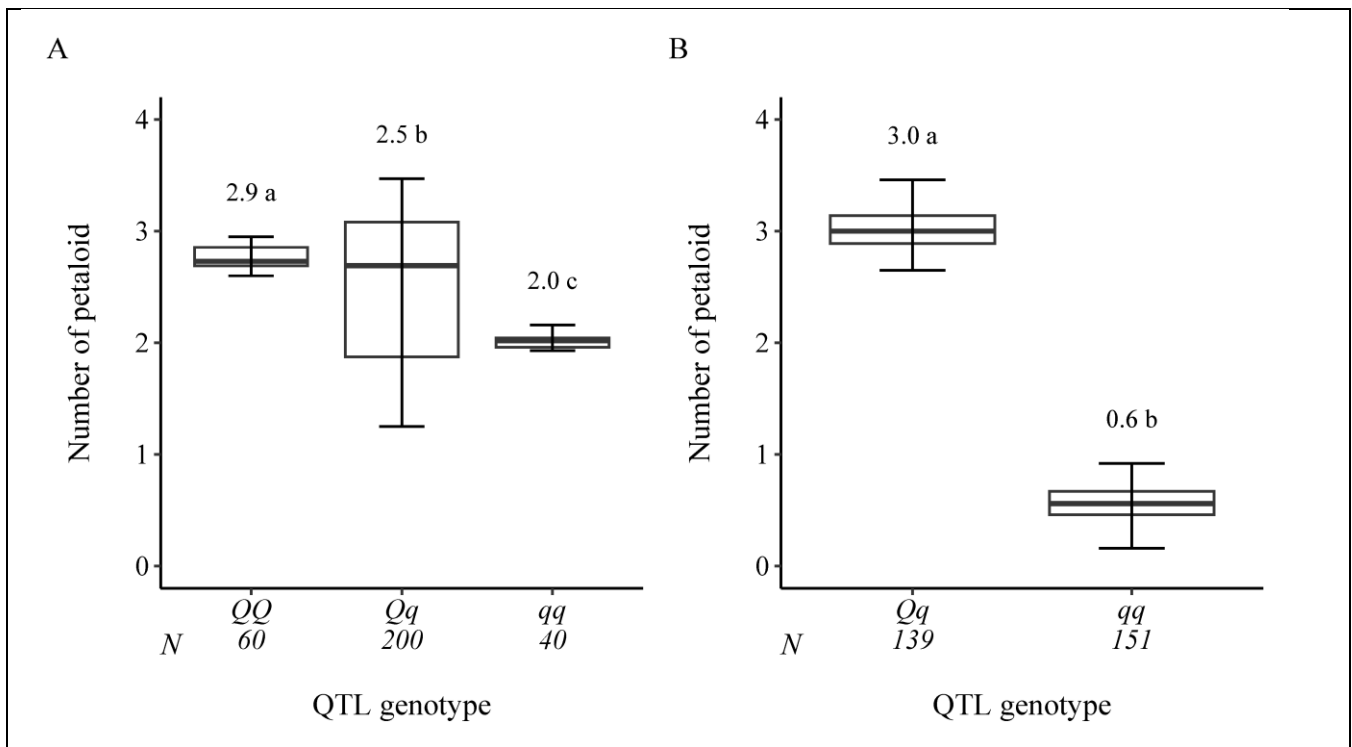 A
Number of petaloid
4
3
2
1
0
2.9 a
2.5 b
2.0 c
QQ Qq qq
N 60 200 40
QTL genotype
B
Number of petaloid
4
3
2
1
0
3.0 a
0.6 b
Qq qq
N 139 151
QTL genotype